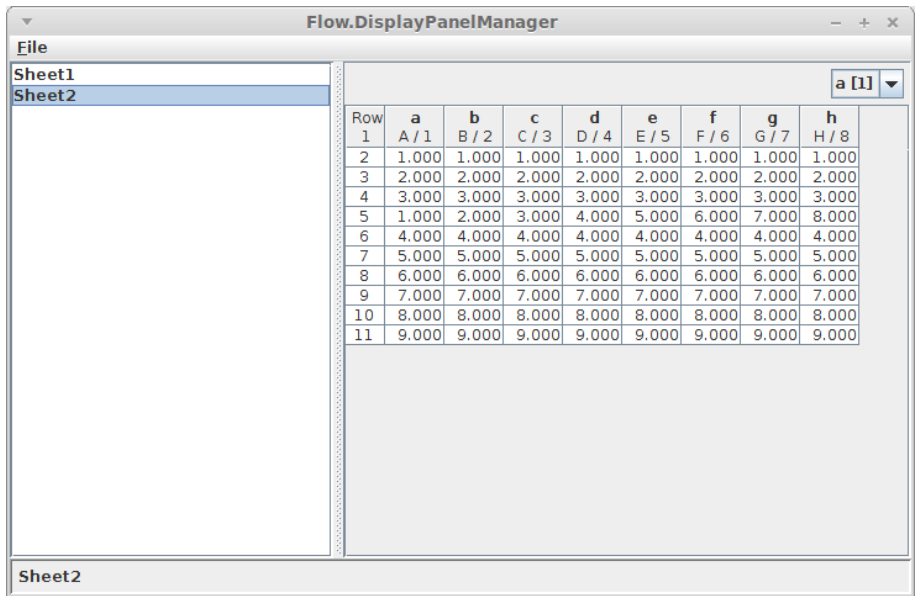 Flow.DisplayPanelManager
File
Sheet1
Sheet2
a [1]
Row a b c d e f g h
1 A / 1 B / 2 C / 3 D / 4 E / 5 F / 6 G / 7 H / 8
2 1.000 1.000 1.000 1.000 1.000 1.000 1.000 1.000
3 2.000 2.000 2.000 2.000 2.000 2.000 2.000 2.000
4 3.000 3.000 3.000 3.000 3.000 3.000 3.000 3.000
5 1.000 2.000 3.000 4.000 5.000 6.000 7.000 8.000
6 4.000 4.000 4.000 4.000 4.000 4.000 4.000 4.000
7 5.000 5.000 5.000 5.000 5.000 5.000 5.000 5.000
8 6.000 6.000 6.000 6.000 6.000 6.000 6.000 6.000
9 7.000 7.000 7.000 7.000 7.000 7.000 7.000 7.000
10 8.000 8.000 8.000 8.000 8.000 8.000 8.000 8.000
11 9.000 9.000 9.000 9.000 9.000 9.000 9.000 9.000
Sheet2